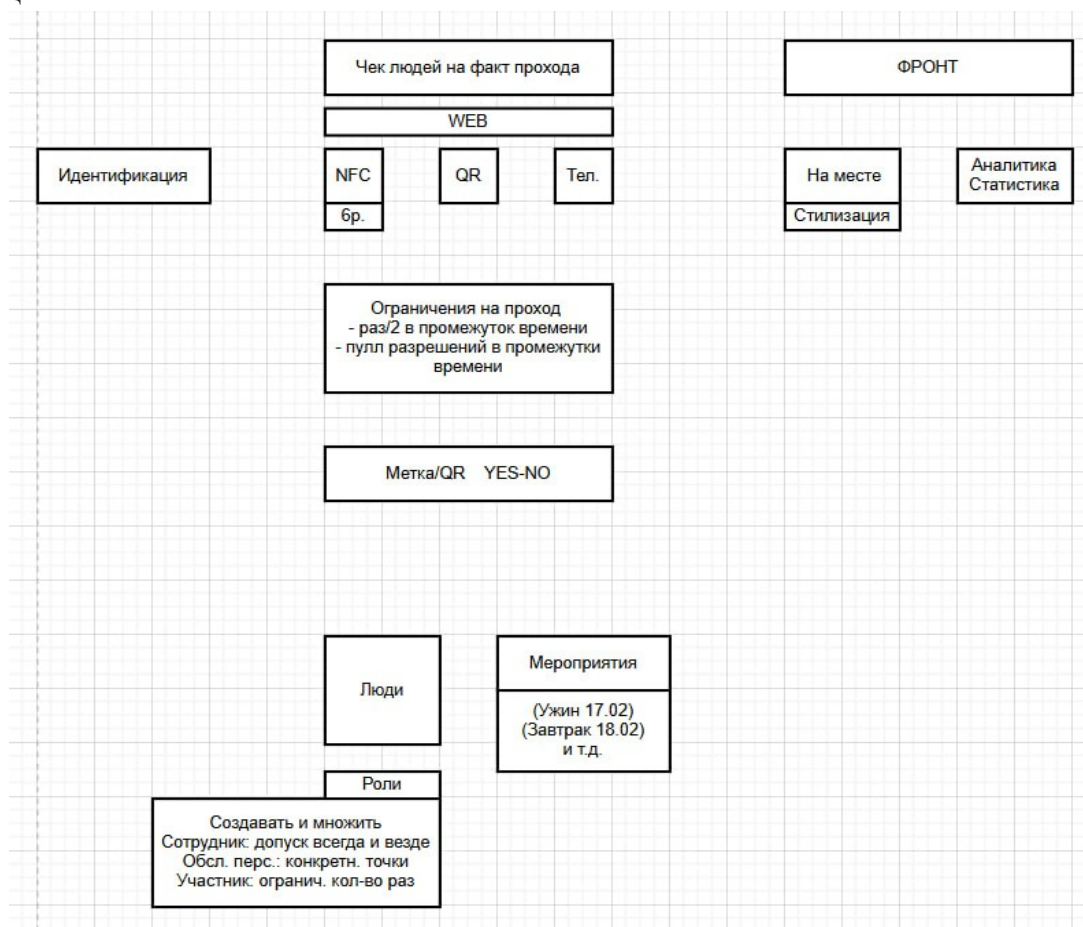 Чек людей на факт прохода
ФРОНТ
WEB
Идентификация
NFC
QR
Тел.
На месте
Аналитика
Статистика
6р.
Стилизация
Ограничения на проход
- раз/2 в промежуток времени
- пулл разрешений в промежутки
времени
Метка/QR YES-NO
Люди
Мероприятия
(Ужин 17.02)
(Завтрак 18.02)
и т.д.
Роли
Создавать и множить
Сотрудник: допуск всегда и везде
Обсл. перс.: конкретн. точки
Участник: огранич. кол-во раз